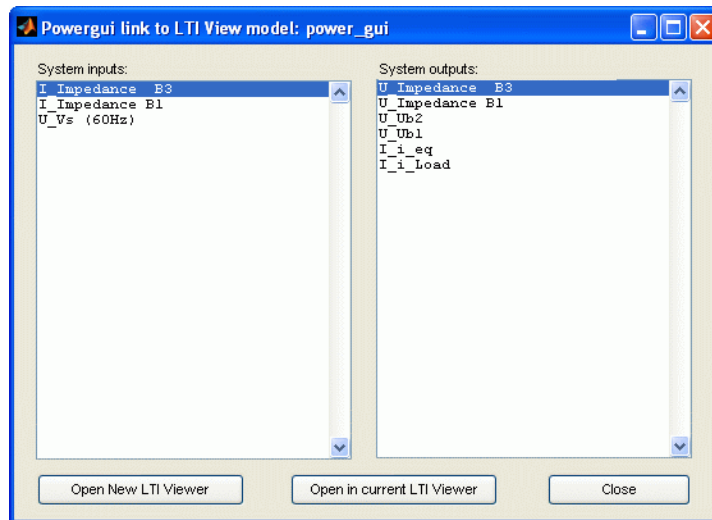 Powergui link to LTI View model: power_gui
System inputs:
I_Impedance  B3
I_Impedance B1
U_Vs (60Hz)
System outputs:
U_Impedance  B3
U_Impedance B1
U_Ub2
U_Ub1
I_i_eq
I_i_Load
Open New LTI Viewer
Open in current LTI Viewer
Close